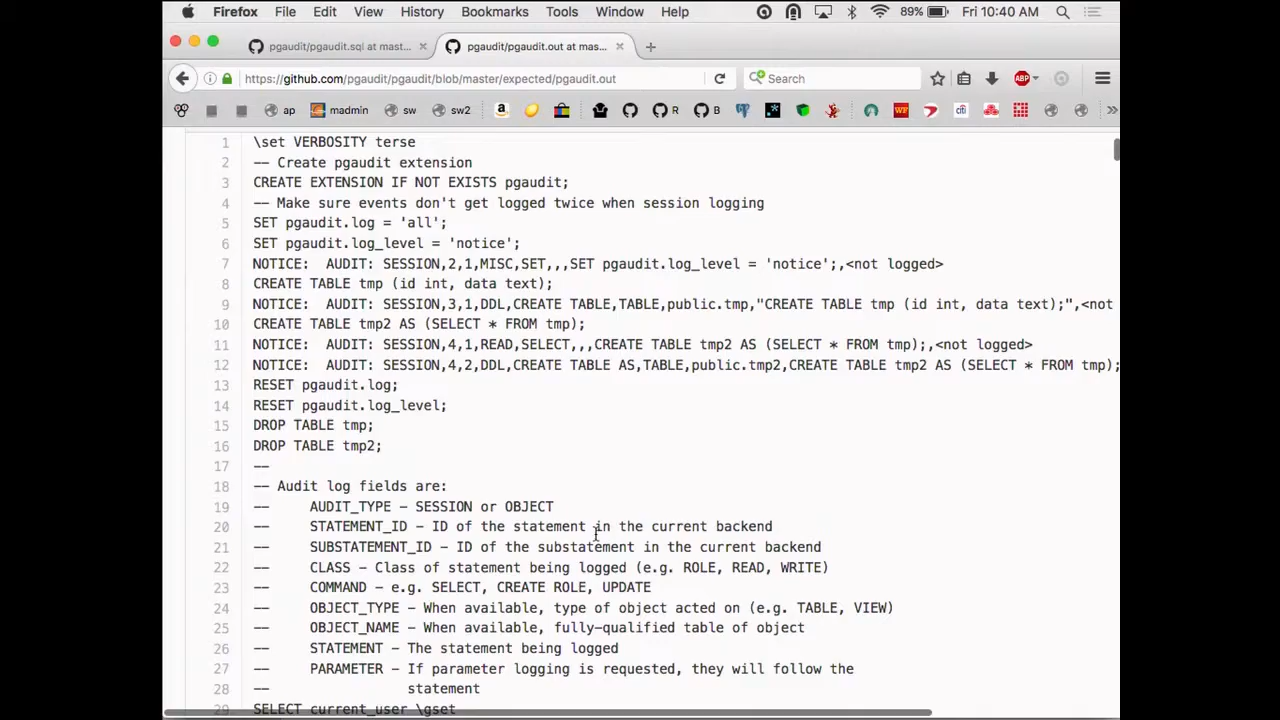 Firefox File Edit View History Bookmarks Tools Window Help 89% Fri 10:40 AM
pgaudit/pgaudit.sql at mast...
pgaudit/pgaudit.out at mas...
https://github.com/pgaudit/pgaudit/blob/master/expected/pgaudit.out
Search
ABP
ap madmin sw sw2 a R B WF citi
1 \set VERBOSITY terse
2 -- Create pgaudit extension
3 CREATE EXTENSION IF NOT EXISTS pgaudit;
4 -- Make sure events don't get logged twice when session logging
5 SET pgaudit.log = 'all';
6 SET pgaudit.log_level = 'notice';
7 NOTICE:  AUDIT: SESSION,2,1,MISC,SET,,,SET pgaudit.log_level = 'notice';,<not logged>
8 CREATE TABLE tmp (id int, data text);
9 NOTICE:  AUDIT: SESSION,3,1,DDL,CREATE TABLE,TABLE,public.tmp,"CREATE TABLE tmp (id int, data text);",<not
10 CREATE TABLE tmp2 AS (SELECT * FROM tmp);
11 NOTICE:  AUDIT: SESSION,4,1,READ,SELECT,,,CREATE TABLE tmp2 AS (SELECT * FROM tmp);,<not logged>
12 NOTICE:  AUDIT: SESSION,4,2,DDL,CREATE TABLE AS,TABLE,public.tmp2,CREATE TABLE tmp2 AS (SELECT * FROM tmp);
13 RESET pgaudit.log;
14 RESET pgaudit.log_level;
15 DROP TABLE tmp;
16 DROP TABLE tmp2;
17 --
18 -- Audit log fields are:
19 --     AUDIT_TYPE - SESSION or OBJECT
20 --     STATEMENT_ID - ID of the statement in the current backend
21 --     SUBSTATEMENT_ID - ID of the substatement in the current backend
22 --     CLASS - Class of statement being logged (e.g. ROLE, READ, WRITE)
23 --     COMMAND - e.g. SELECT, CREATE ROLE, UPDATE
24 --     OBJECT_TYPE - When available, type of object acted on (e.g. TABLE, VIEW)
25 --     OBJECT_NAME - When available, fully-qualified table of object
26 --     STATEMENT - The statement being logged
27 --     PARAMETER - If parameter logging is requested, they will follow the
28 --                 statement
29 SELECT current_user \gset